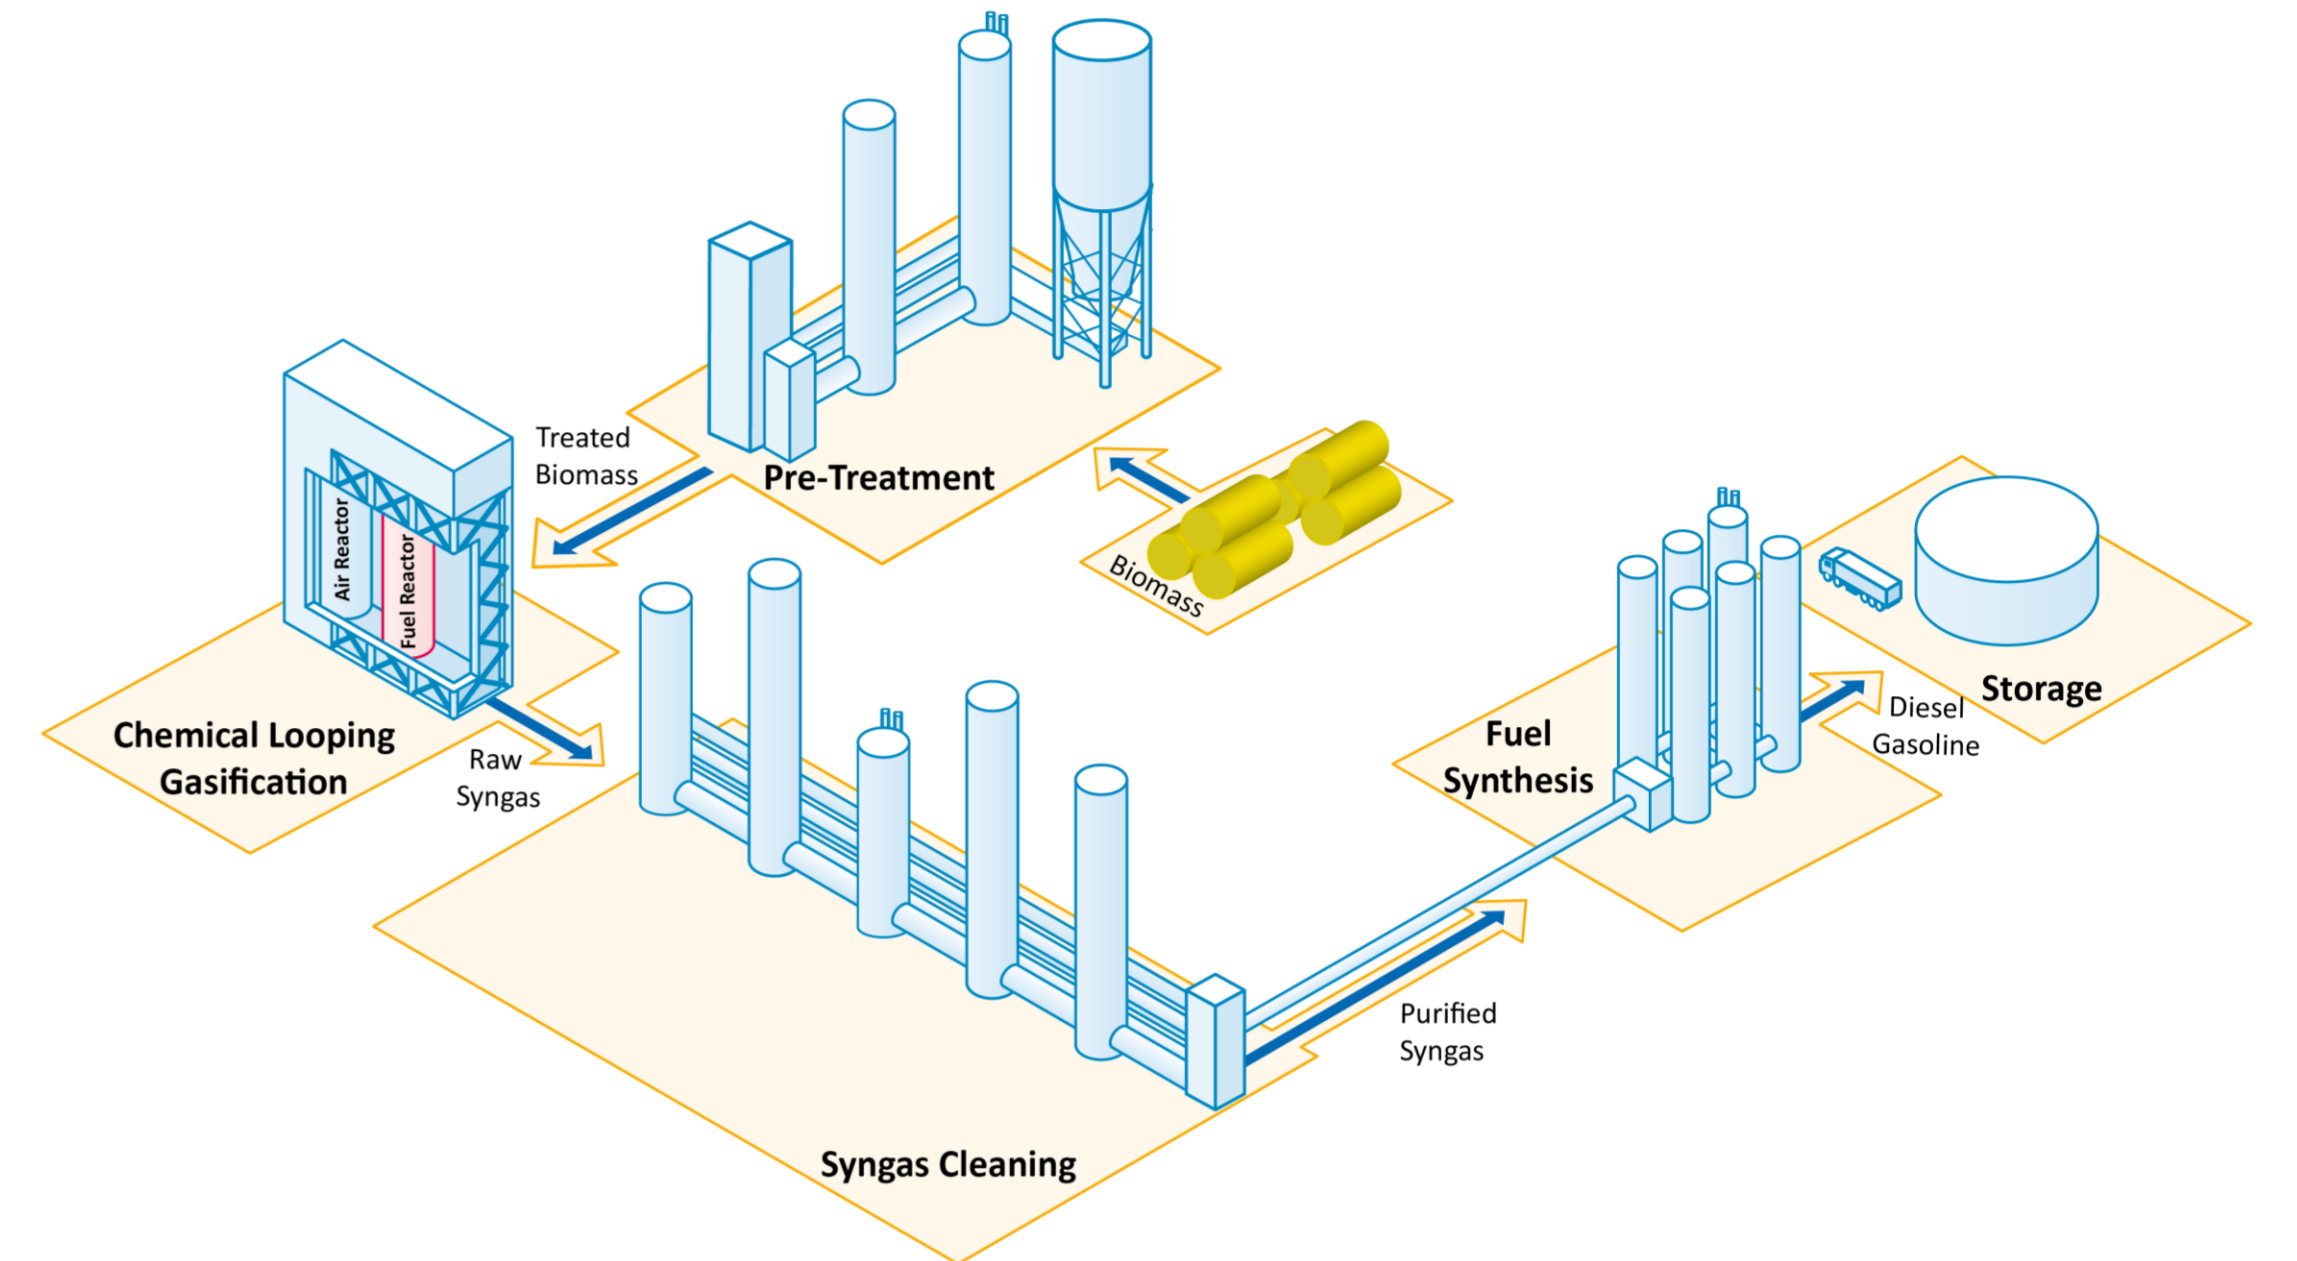 Pre-Treatment
Treated
Biomass
Biomass
Air Reactor
Fuel Reactor
Chemical Looping
Gasification
Raw
Syngas
Syngas Cleaning
Purified
Syngas
Fuel
Synthesis
Diesel
Gasoline
Storage